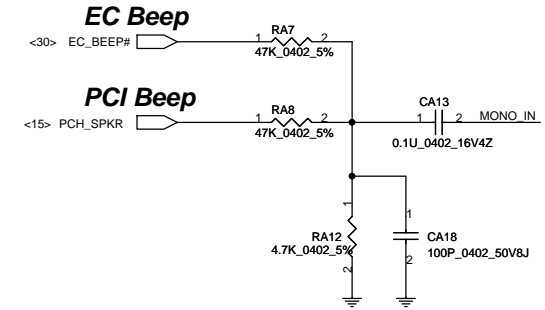 EC Beep
<30> EC_BEEP#
1 RA7 2
47K_0402_5%
PCI Beep
<15> PCH_SPKR
1 RA8 2
47K_0402_5%
CA13
1 2 MONO_IN
0.1U_0402_16V4Z
1
RA12
4.7K_0402_5%
2
1
CA18
100P_0402_50V8J
2